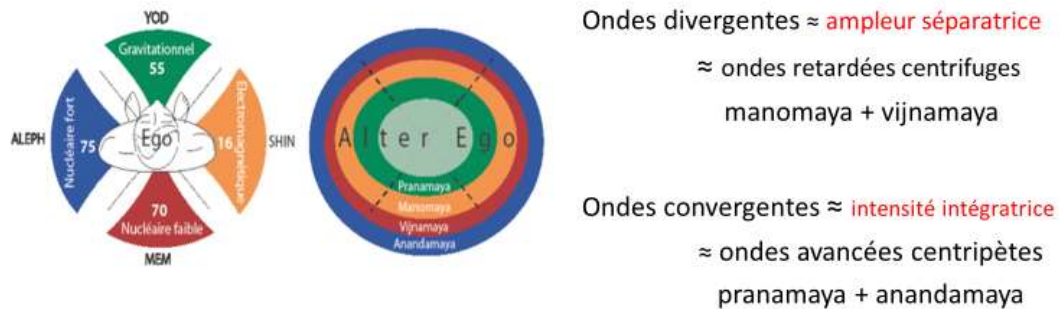 YOD
Gravitationnel
55
ALEPH
Nucléaire fort
75
Ego
16
Electromagnétique
SHIN
70
Nucléaire faible
MEM
Alter Ego
Pranamaya
Manomaya
Vijnamaya
Anandamaya
Ondes divergentes ≈ ampleur séparatrice
≈ ondes retardées centrifuges
manomaya + vijnamaya
Ondes convergentes ≈ intensité intégratrice
≈ ondes avancées centripètes
pranamaya + anandamaya